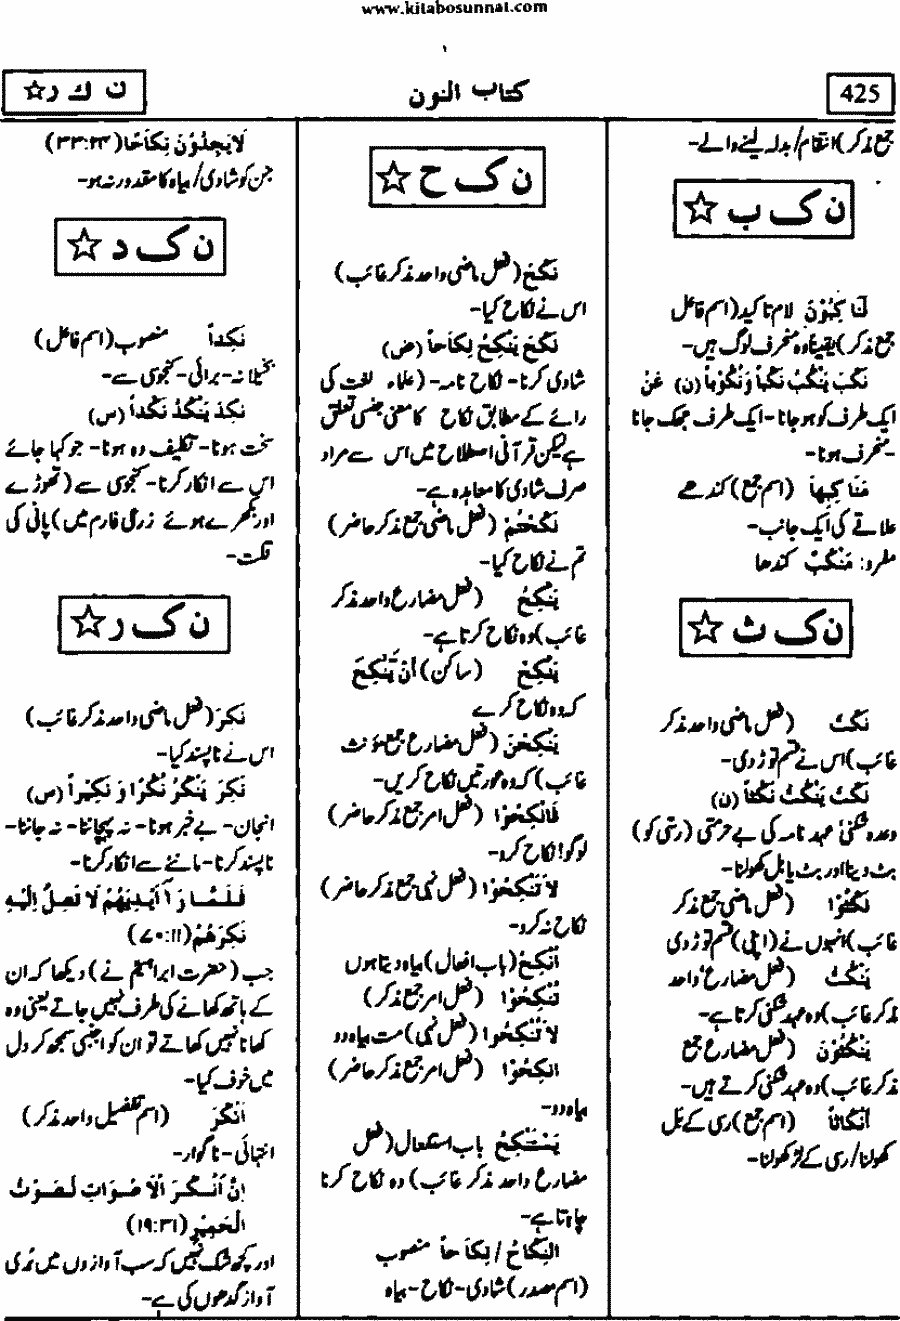 www.kitabosunnat.com
425
کتاب النون
ن ک ر☆
جمع مذکر)انتقام/بدلہ لینے والے۔
ن ک ب ☆
لَنَاكِبُوْنَ لام تاکید(اسم فاعل
جمع مذکر)یقیناً وہ منحرف لوگ ہیں۔
نَكَبَ يَنْكُبُ نَكْباً وَنُكُوْباً (ن) عَنْ
ایک طرف کو ہو جانا-ایک طرف جھک جانا
-منحرف ہونا-
مَنَاكِبِهَا (اسم جمع)کندھے
علاقے کی ایک جانب-
مفرد: مَنْكَبٌ کندھا
ن ک ث ☆
نَكَثَ (فعل ماضی واحد مذکر
غائب)اس نے قسم توڑ دی-
نَكَثَ يَنْكُثُ نَكْثاً (ن)
وعدہ شکنی/عہد نامہ کی بے حرمتی (رسّی کو)
بٹ دینا اور بٹ یا بل کھولنا-
نَكَثُوْا (فعل ماضی جمع مذکر
غائب)انہوں نے(اپنی)قسم توڑ دی
يَنْكُثُ (فعل مضارع/واحد
مذکر غائب)وہ عہد شکنی کرتا ہے-
يَنْكُثُوْنَ (فعل مضارع جمع
مذکر غائب)وہ عہد شکنی کرتے ہیں-
اَنْكَاثاً (اسم جمع)رسی کے بل
کھولنا/رسی کے لڑ کھولنا-
ن ک ح ☆
نَكَحَ(فعل ماضی واحد مذکر غائب)
اس نے نکاح کیا-
نَكَحَ يَنْكِحُ نِكَاحاً (ض)
شادی کرنا-نکاح نامہ-(علماء لغت کی
رائے کے مطابق نکاح کا معنی جنسی تعلق
ہے لیکن قرآنی اصطلاح میں اس سے مراد
صرف شادی کا معاہدہ ہے-
نَكَحْتُمْ (فعل ماضی جمع مذکر حاضر)
تم نے نکاح کیا-
يَنْكِحُ (فعل مضارع واحد مذکر
غائب)وہ نکاح کرتا ہے-
يَنْكِحْ (ساکن)اَنْ يَّنْكِحَ
کہ وہ نکاح کرے
يَنْكِحْنَ (فعل مضارع جمع مؤنث
غائب)کہ وہ عورتیں نکاح کریں-
فَانْكِحُوْا (فعل امر جمع مذکر حاضر)
لوگو!نکاح کرو-
لَا تَنْكِحُوْا (فعل نہی جمع مذکر حاضر)
نکاح نہ کرو-
اُنْكِحَ(باب افعال)بیاہ دیتا ہوں
تُنْكِحُوْا (فعل امر جمع مذکر)
لَا تُنْكِحُوْا (فعل نہی)مت بیاہ دو
انْكِحُوْا (فعل امر جمع مذکر حاضر)
بیاہ دو-
يَسْتَنْكِحُ باب استفعال(فعل
مضارع واحد مذکر غائب)وہ نکاح کرنا
چاہتا ہے-
النِّكَاحُ/نِكَاحاً منصوب
(اسم مصدر)شادی-نکاح-بیاہ
لَا يَجِدُوْنَ نِكَاحًا(۳۳:۲۴)
جن کو شادی/بیاہ کا مقدور نہ ہو-
ن ک د ☆
نَكِداً منصوب(اسم فاعل)
بخیلانہ-برائی-کنجوسی سے-
نَكِدَ يَنْكَدُ نَكَداً (س)
سخت ہونا-تکلیف دہ ہونا-جو کہا جائے
اس سے انکار کرنا-کنجوسی سے(تھوڑے
اور بکھرے ہوئے زرعی فارم میں)پانی کی
قلت-
ن ک ر ☆
نَكِرَ(فعل ماضی واحد مذکر غائب)
اس نے ناپسند کیا-
نَكِرَ يَنْكَرُ نُكْرًا وَ نَكِيْراً (س)
انجان-بے خبر ہونا-نہ پہچاننا-نہ جاننا-
ناپسند کرنا-ماننے سے انکار کرنا-
فَلَمَّا رَآ اَيْدِيَهُمْ لَا تَصِلُ اِلَيْهِ
نَكِرَهُمْ(۷۰:۱۱)
جب(حضرت ابراہیم نے)دیکھا کہ ان
کے ہاتھ کھانے کی طرف نہیں جاتے یعنی وہ
کھانا نہیں کھاتے تو ان کو اجنبی سمجھ کر دل
میں خوف کیا-
اَنْكَرَ (اسم تفضیل واحد مذکر)
انتہائی-ناگوار-
اِنَّ اَنْكَرَ الْاَصْوَاتِ لَصَوْتُ
الْحَمِيْرِ(۱۹:۳۱)
اور کچھ شک نہیں کہ سب آوازوں میں بُری
آواز گدھوں کی ہے-